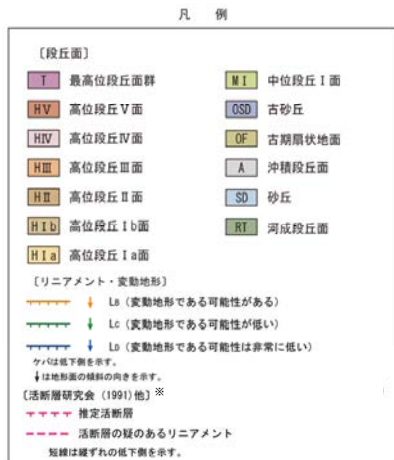 凡 例
〔段丘面〕
T 最高位段丘面群
HⅤ 高位段丘Ⅴ面
HⅣ 高位段丘Ⅳ面
HⅢ 高位段丘Ⅲ面
HⅡ 高位段丘Ⅱ面
HⅠb 高位段丘Ⅰb面
HⅠa 高位段丘Ⅰa面
MⅠ 中位段丘Ⅰ面
OSD 古砂丘
OF 古期扇状地面
A 沖積段丘面
SD 砂丘
RT 河成段丘面
〔リニアメント・変動地形〕
LB (変動地形である可能性がある)
LC (変動地形である可能性が低い)
LD (変動地形である可能性は非常に低い)
ケバは低下側を示す。
↓は地形面の傾斜の向きを示す。
〔活断層研究会(1991)他〕※
推定活断層
活断層の疑のあるリニアメント
短線は縦ずれの低下側を示す。